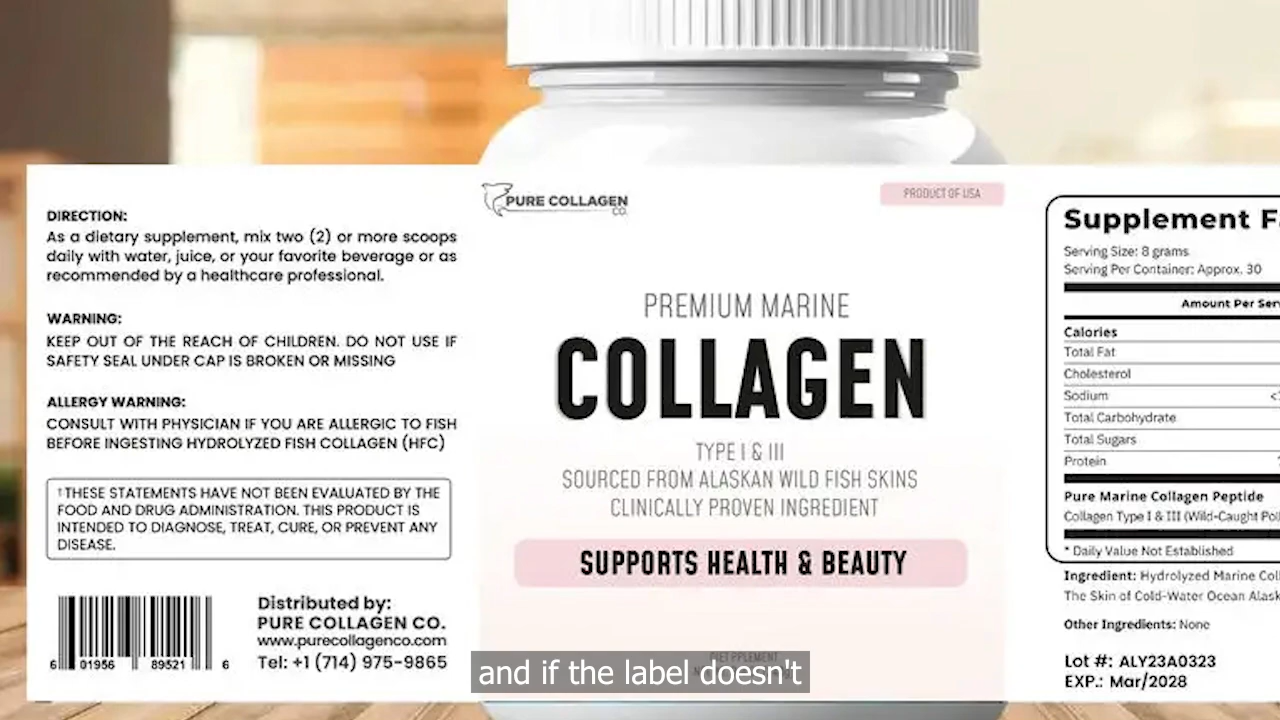 DIRECTION:
As a dietary supplement, mix two (2) or more scoops
daily with water, juice, or your favorite beverage or as
recommended by a healthcare professional.
WARNING:
KEEP OUT OF THE REACH OF CHILDREN. DO NOT USE IF
SAFETY SEAL UNDER CAP IS BROKEN OR MISSING
ALLERGY WARNING:
CONSULT WITH PHYSICIAN IF YOU ARE ALLERGIC TO FISH
BEFORE INGESTING HYDROLYZED FISH COLLAGEN (HFC)
†THESE STATEMENTS HAVE NOT BEEN EVALUATED BY THE
FOOD AND DRUG ADMINISTRATION. THIS PRODUCT IS
INTENDED TO DIAGNOSE, TREAT, CURE, OR PREVENT ANY
DISEASE.
6 01956 89521 6
Distributed by:
PURE COLLAGEN CO.
www.purecollagenco.com
Tel: +1 (714) 975-9865
PURE COLLAGEN
CO.
PRODUCT OF USA
PREMIUM MARINE
COLLAGEN
TYPE I & III
SOURCED FROM ALASKAN WILD FISH SKINS
CLINICALLY PROVEN INGREDIENT
SUPPORTS HEALTH & BEAUTY
and if the label doesn't
Supplement F
Serving Size: 8 grams
Serving Per Container: Approx. 30
Amount Per Ser
Calories
Total Fat
Cholesterol
Sodium <
Total Carbohydrate
Total Sugars
Protein
Pure Marine Collagen Peptide
Collagen Type I & III (Wild-Caught Pol
* Daily Value Not Established
Ingredient: Hydrolyzed Marine Col
The Skin of Cold-Water Ocean Alask
Other Ingredients: None
Lot #: ALY23A0323
EXP.: Mar/2028